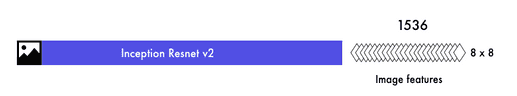 1536
Inception Resnet v2
8 x 8
Image features